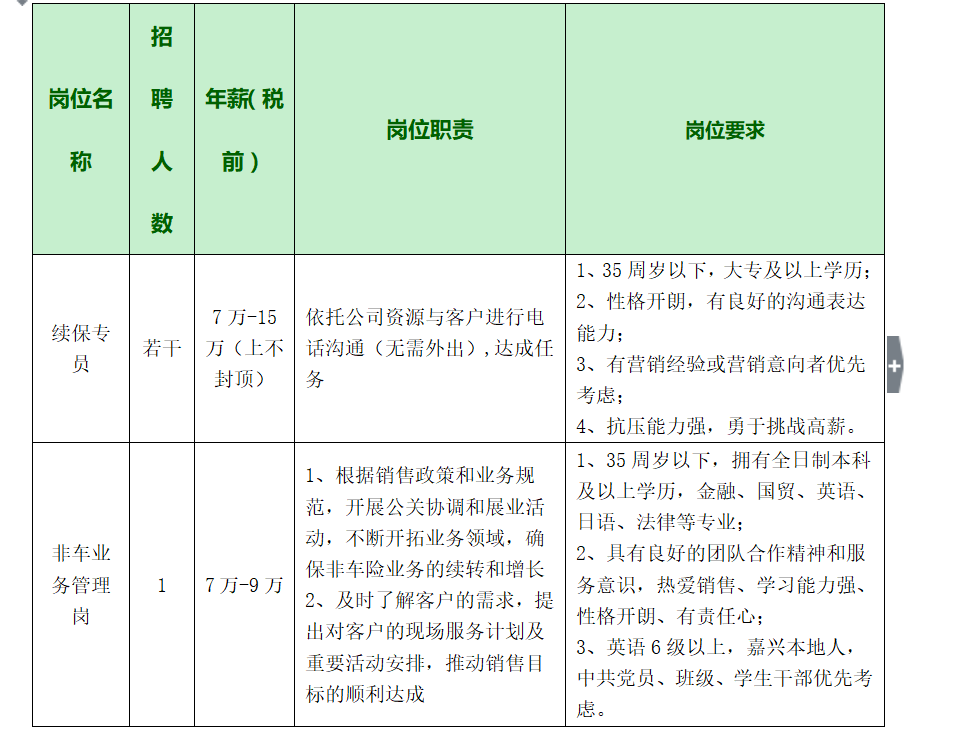 岗位名
称
招
聘
人
数
年薪(税
前)
岗位职责
岗位要求
续保专
员
若干
7万-15
万（上不
封顶）
依托公司资源与客户进行电
话沟通（无需外出）,达成任
务
1、35周岁以下，大专及以上学历；
2、性格开朗，有良好的沟通表达
能力；
3、有营销经验或营销意向者优先
考虑；
4、抗压能力强，勇于挑战高薪。
非车业
务管理
岗
1
7万-9万
1、根据销售政策和业务规
范，开展公关协调和展业活
动，不断开拓业务领域，确
保非车险业务的续转和增长
2、及时了解客户的需求，提
出对客户的现场服务计划及
重要活动安排，推动销售目
标的顺利达成
1、35周岁以下，拥有全日制本科
及以上学历，金融、国贸、英语、
日语、法律等专业；
2、具有良好的团队合作精神和服
务意识，热爱销售、学习能力强、
性格开朗、有责任心；
3、英语6级以上，嘉兴本地人，
中共党员、班级、学生干部优先考
虑。